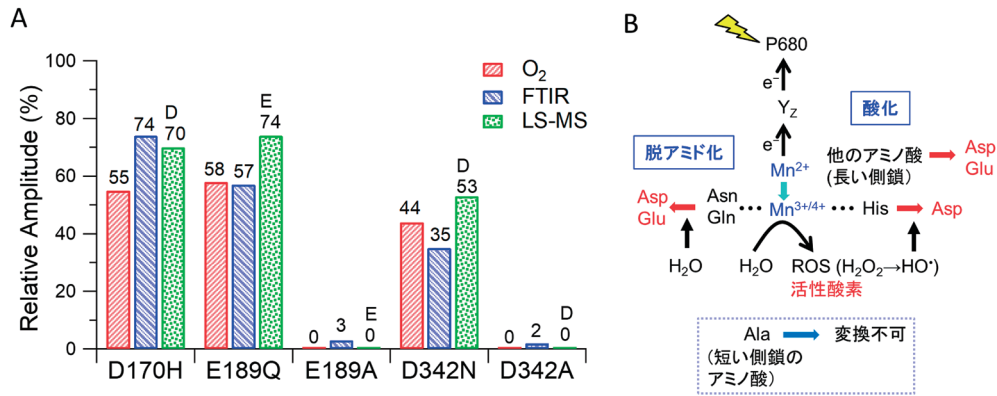 A
Relative Amplitude (%)
100
80
60
40
20
0
O₂
FTIR
LS-MS
55
74
D
70
58
57
E
74
0
3
E
0
44
35
D
53
0
2
D
0
D170H
E189Q
E189A
D342N
D342A
B
P680
e⁻
Y_Z
e⁻
脱アミド化
酸化
Mn²⁺
他のアミノ酸
(長い側鎖)
Asp
Glu
Asp
Glu
Asn
Gln
Mn³⁺/⁴⁺
His
Asp
H₂O
H₂O
ROS (H₂O₂→HO•)
活性酸素
Ala
変換不可
(短い側鎖の
アミノ酸)